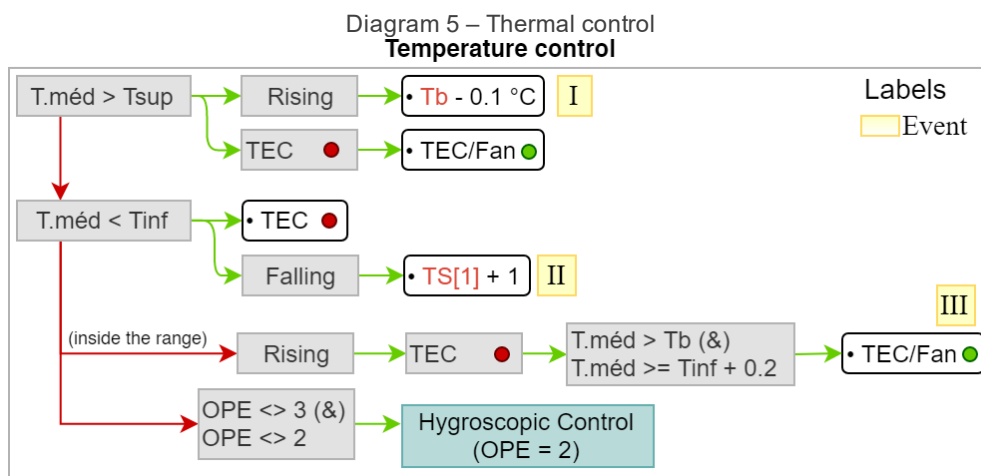 Diagram 5 – Thermal control
Temperature control
T.méd > Tsup
Rising
• Tb - 0.1 °C
I
Labels
Event
TEC
• TEC/Fan
T.méd < Tinf
• TEC
Falling
• TS[1] + 1
II
III
(inside the range)
Rising
TEC
T.méd > Tb (&)
T.méd >= Tinf + 0.2
• TEC/Fan
OPE <> 3 (&)
OPE <> 2
Hygroscopic Control
(OPE = 2)